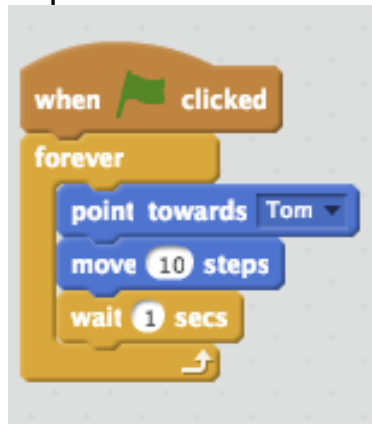 when clicked
forever
point towards Tom
move 10 steps
wait 1 secs